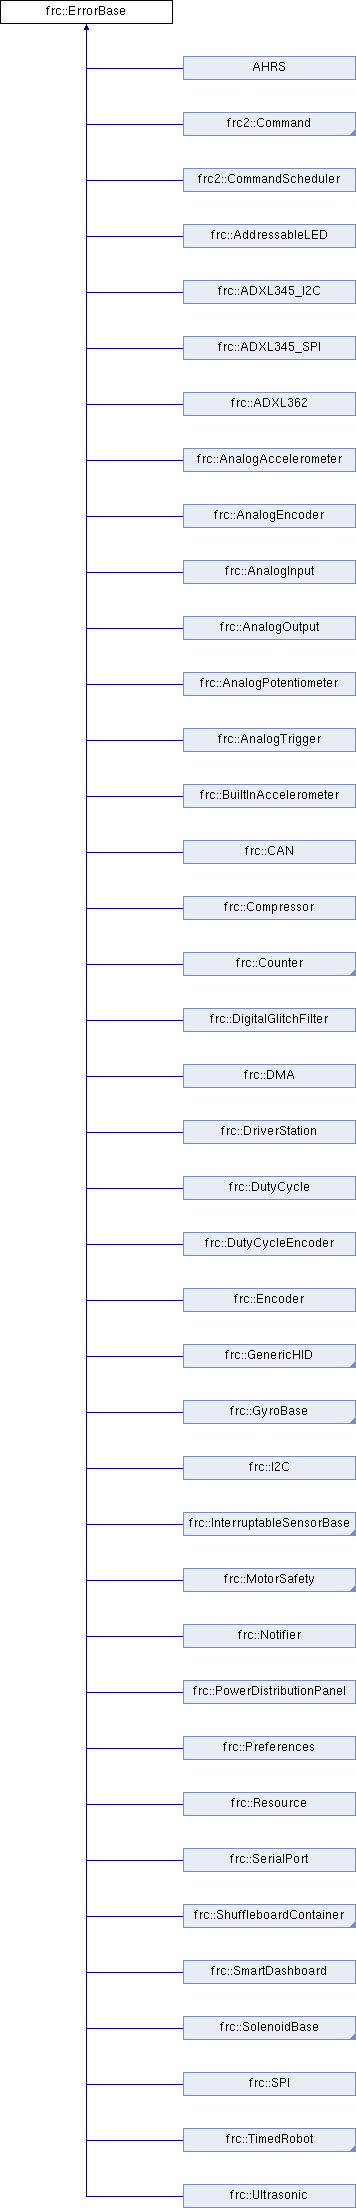 frc::ErrorBase
AHRS
frc2::Command
frc2::CommandScheduler
frc::AddressableLED
frc::ADXL345_I2C
frc::ADXL345_SPI
frc::ADXL362
frc::AnalogAccelerometer
frc::AnalogEncoder
frc::AnalogInput
frc::AnalogOutput
frc::AnalogPotentiometer
frc::AnalogTrigger
frc::BuiltInAccelerometer
frc::CAN
frc::Compressor
frc::Counter
frc::DigitalGlitchFilter
frc::DMA
frc::DriverStation
frc::DutyCycle
frc::DutyCycleEncoder
frc::Encoder
frc::GenericHID
frc::GyroBase
frc::I2C
frc::InterruptableSensorBase
frc::MotorSafety
frc::Notifier
frc::PowerDistributionPanel
frc::Preferences
frc::Resource
frc::SerialPort
frc::ShuffleboardContainer
frc::SmartDashboard
frc::SolenoidBase
frc::SPI
frc::TimedRobot
frc::Ultrasonic